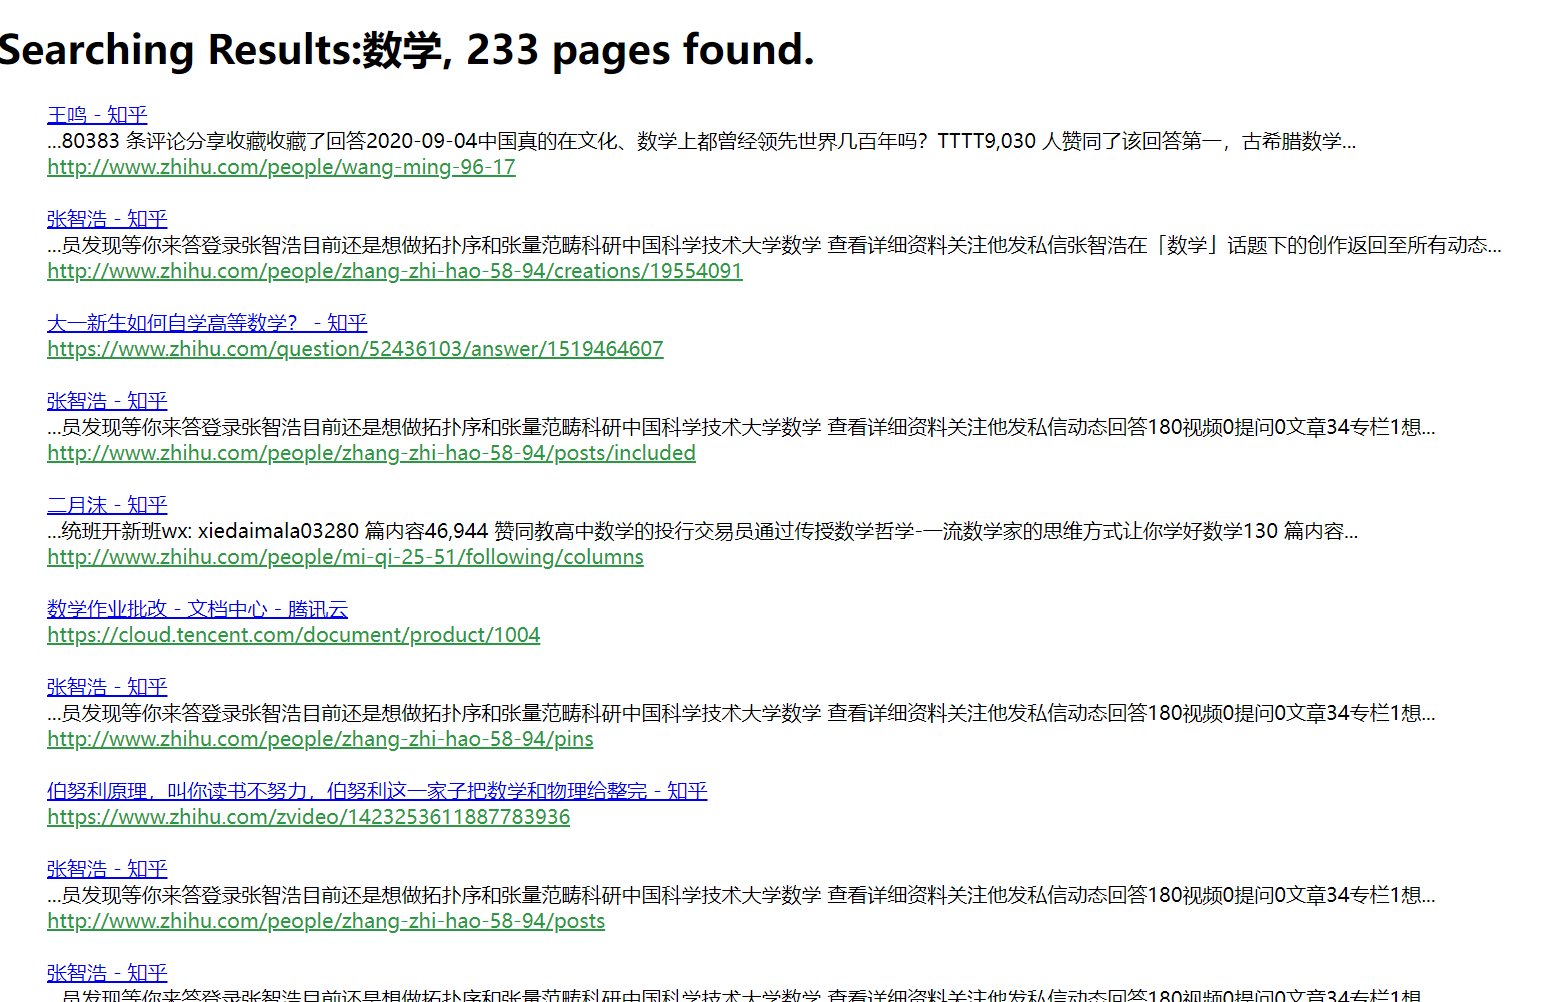 Searching Results:数学, 233 pages found.
王鸣 - 知乎
...80383 条评论分享收藏收藏了回答2020-09-04中国真的在文化、数学上都曾经领先世界几百年吗？TTTT9,030 人赞同了该回答第一，古希腊数学...
http://www.zhihu.com/people/wang-ming-96-17
张智浩 - 知乎
...员发现等你来答登录张智浩目前还是想做拓扑序和张量范畴科研中国科学技术大学数学 查看详细资料关注他发私信张智浩在「数学」话题下的创作返回至所有动态...
http://www.zhihu.com/people/zhang-zhi-hao-58-94/creations/19554091
大一新生如何自学高等数学？ - 知乎
https://www.zhihu.com/question/52436103/answer/1519464607
张智浩 - 知乎
...员发现等你来答登录张智浩目前还是想做拓扑序和张量范畴科研中国科学技术大学数学 查看详细资料关注他发私信动态回答180视频0提问0文章34专栏1想...
http://www.zhihu.com/people/zhang-zhi-hao-58-94/posts/included
二月沫 - 知乎
...统班开新班wx: xiedaimala03280 篇内容46,944 赞同教高中数学的投行交易员通过传授数学哲学-一流数学家的思维方式让你学好数学130 篇内容...
http://www.zhihu.com/people/mi-qi-25-51/following/columns
数学作业批改 - 文档中心 - 腾讯云
https://cloud.tencent.com/document/product/1004
张智浩 - 知乎
...员发现等你来答登录张智浩目前还是想做拓扑序和张量范畴科研中国科学技术大学数学 查看详细资料关注他发私信动态回答180视频0提问0文章34专栏1想...
http://www.zhihu.com/people/zhang-zhi-hao-58-94/pins
伯努利原理，叫你读书不努力，伯努利这一家子把数学和物理给整完 - 知乎
https://www.zhihu.com/zvideo/1423253611887783936
张智浩 - 知乎
...员发现等你来答登录张智浩目前还是想做拓扑序和张量范畴科研中国科学技术大学数学 查看详细资料关注他发私信动态回答180视频0提问0文章34专栏1想...
http://www.zhihu.com/people/zhang-zhi-hao-58-94/posts
张智浩 - 知乎
...员发现等你来答登录张智浩目前还是想做拓扑序和张量范畴科研中国科学技术大学数学 查看详细资料关注他发私信动态回答180视频0提问0文章34专栏1想...